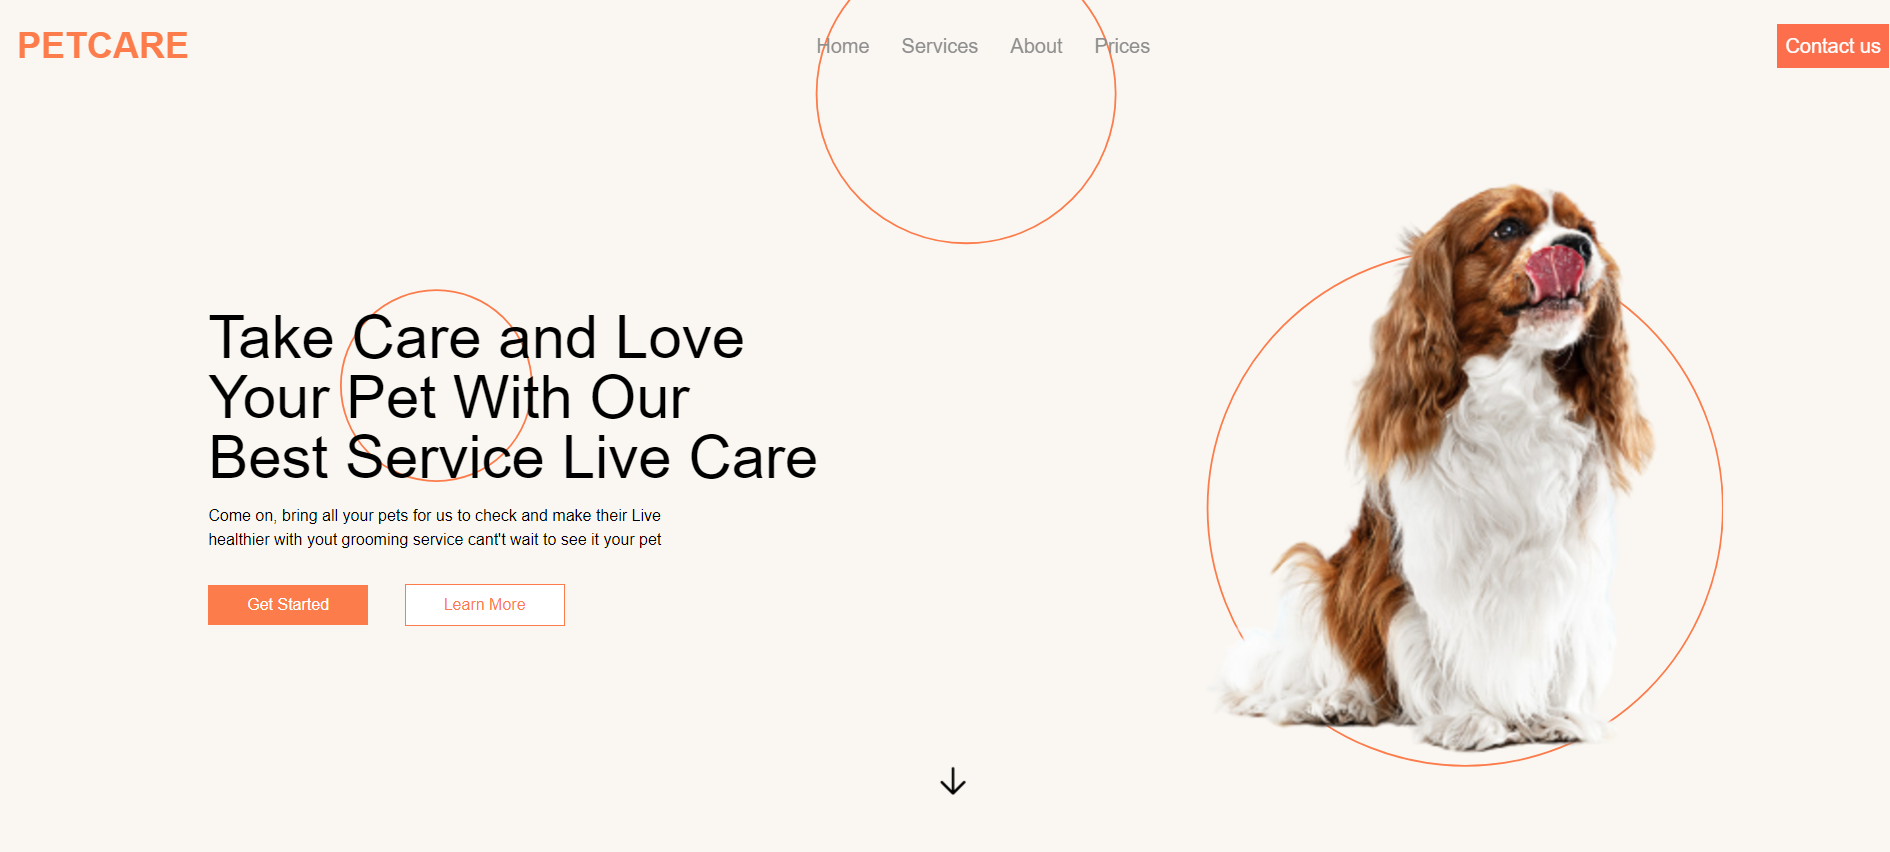 PETCARE
Home Services About Prices
Contact us
Take Care and Love
Your Pet With Our
Best Service Live Care
Come on, bring all your pets for us to check and make their Live
healthier with yout grooming service cant't wait to see it your pet
Get Started
Learn More